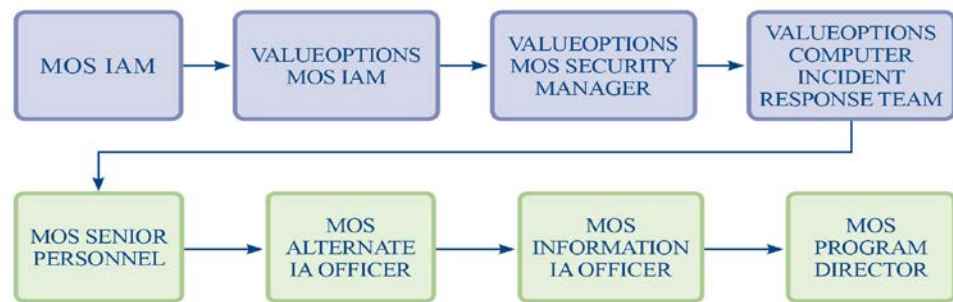 MOS IAM
VALUEOPTIONS
MOS IAM
VALUEOPTIONS
MOS SECURITY
MANAGER
VALUEOPTIONS
COMPUTER
INCIDENT
RESPONSE TEAM
MOS SENIOR
PERSONNEL
MOS
ALTERNATE
IA OFFICER
MOS
INFORMATION
IA OFFICER
MOS
PROGRAM
DIRECTOR